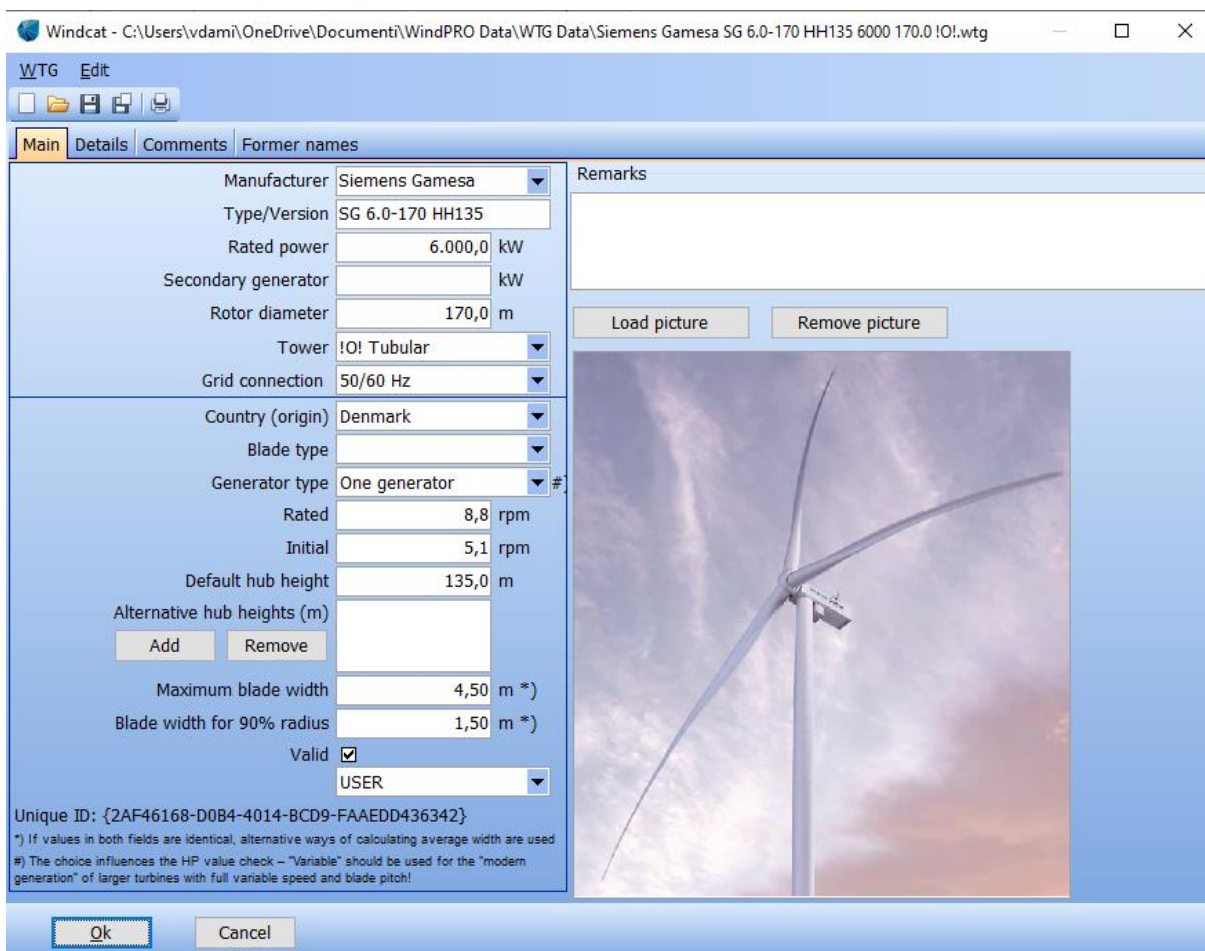 Windcat - C:\Users\vdami\OneDrive\Documenti\WindPRO Data\WTG Data\Siemens Gamesa SG 6.0-170 HH135 6000 170.0 !O!.wtg
WTG Edit
Main Details Comments Former names
Manufacturer Siemens Gamesa
Type/Version SG 6.0-170 HH135
Rated power 6.000,0 kW
Secondary generator kW
Rotor diameter 170,0 m
Tower !O! Tubular
Grid connection 50/60 Hz
Country (origin) Denmark
Blade type
Generator type One generator #)
Rated 8,8 rpm
Initial 5,1 rpm
Default hub height 135,0 m
Alternative hub heights (m)
Add Remove
Maximum blade width 4,50 m *)
Blade width for 90% radius 1,50 m *)
Valid
USER
Unique ID: {2AF46168-D0B4-4014-BCD9-FAAEDD436342}
*) If values in both fields are identical, alternative ways of calculating average width are used
#) The choice influences the HP value check – "Variable" should be used for the "modern
generation" of larger turbines with full variable speed and blade pitch!
Remarks
Load picture Remove picture
Ok Cancel